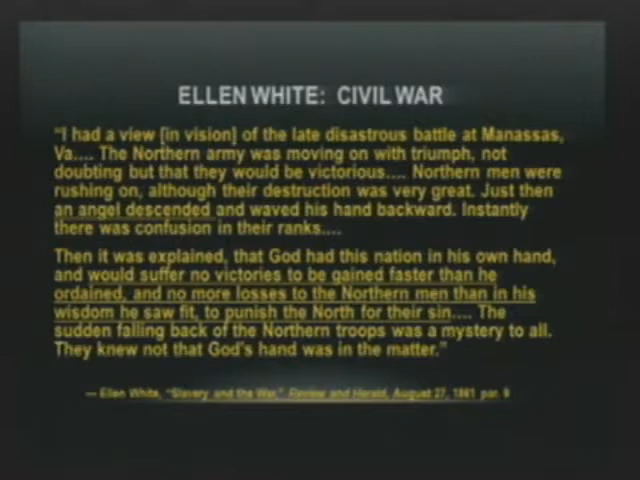 ELLEN WHITE: CIVIL WAR
"I had a view [in vision] of the late disastrous battle at Manassas,
Va.... The Northern army was moving on with triumph, not
doubting but that they would be victorious.... Northern men were
rushing on, although their destruction was very great. Just then
an angel descended and waved his hand backward. Instantly
there was confusion in their ranks....
Then it was explained, that God had this nation in his own hand,
and would suffer no victories to be gained faster than he
ordained, and no more losses to the Northern men than in his
wisdom he saw fit, to punish the North for their sin.... The
sudden falling back of the Northern troops was a mystery to all.
They knew not that God's hand was in the matter."
— Ellen White, "Slavery and the War," Review and Herald, August 27, 1861 par. 9